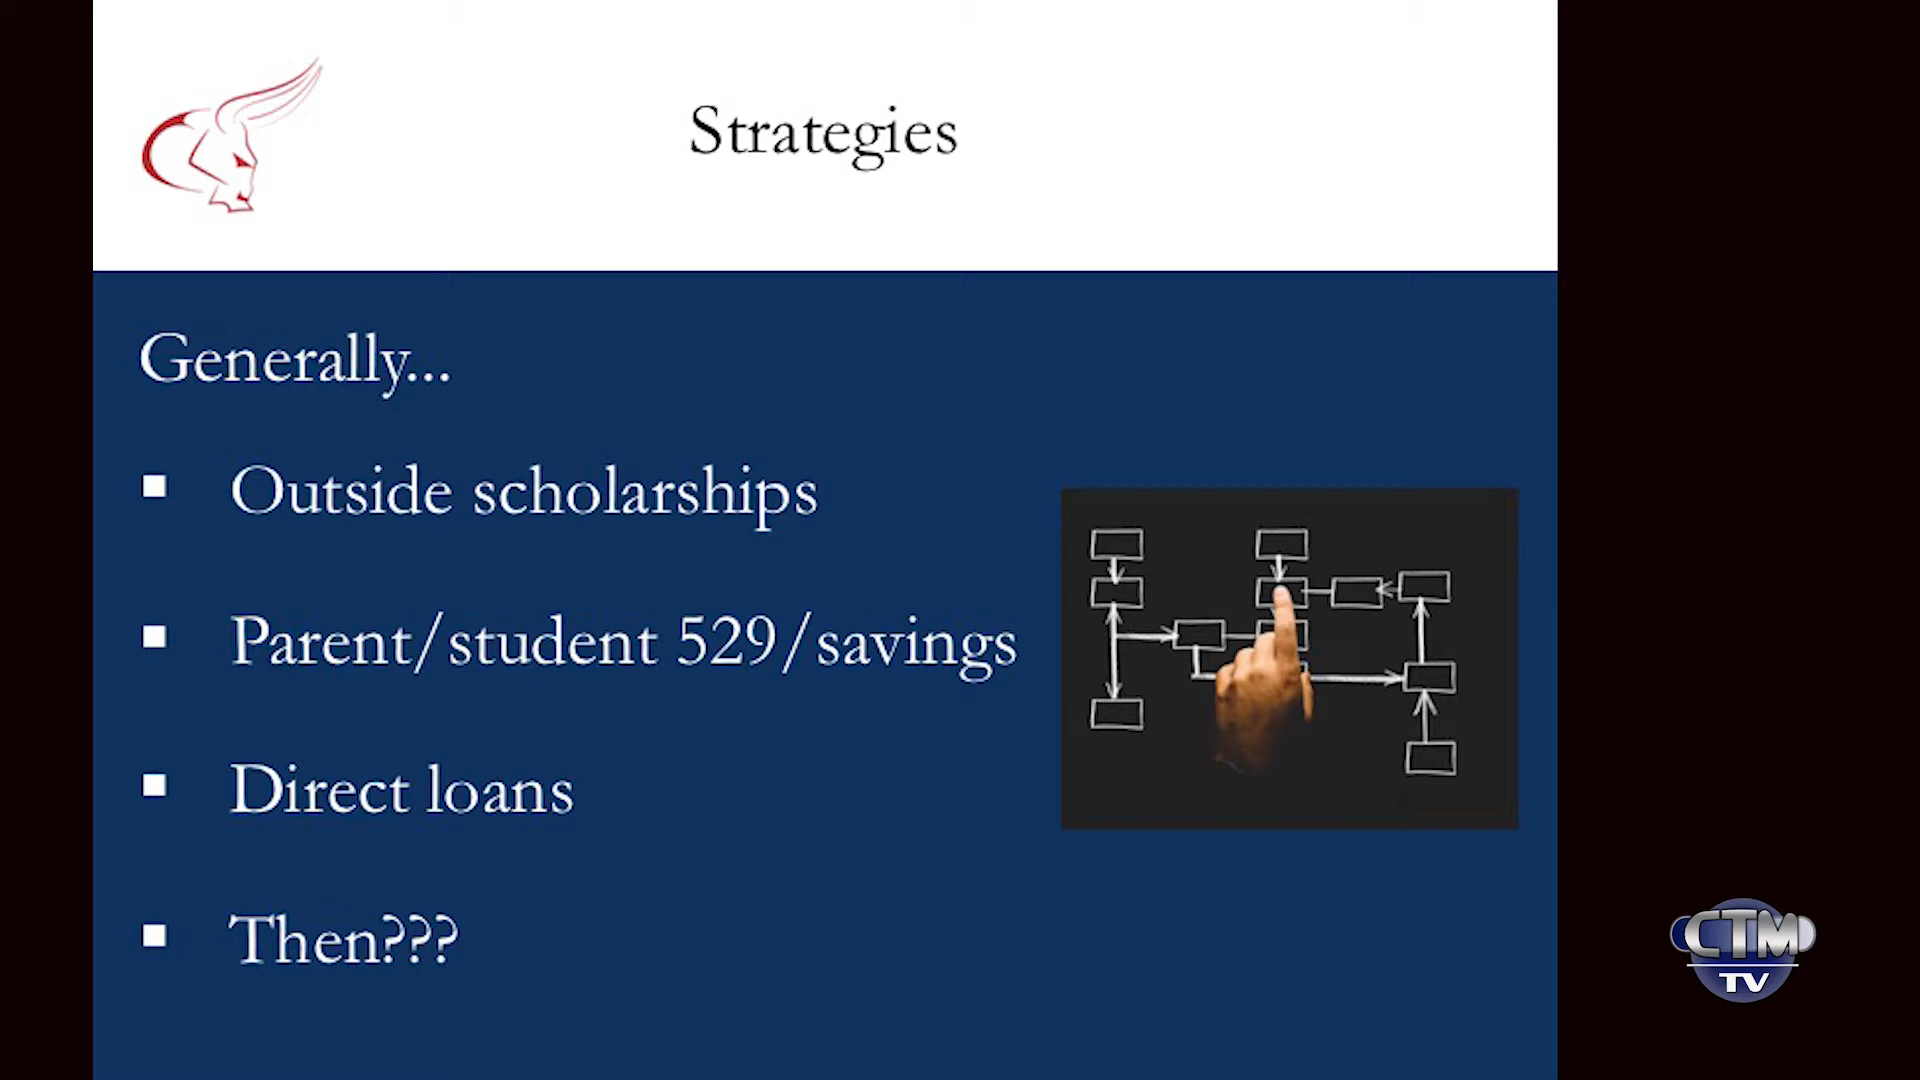 Strategies
Generally...
Outside scholarships
Parent/student 529/savings
Direct loans
Then???
CTM
TV